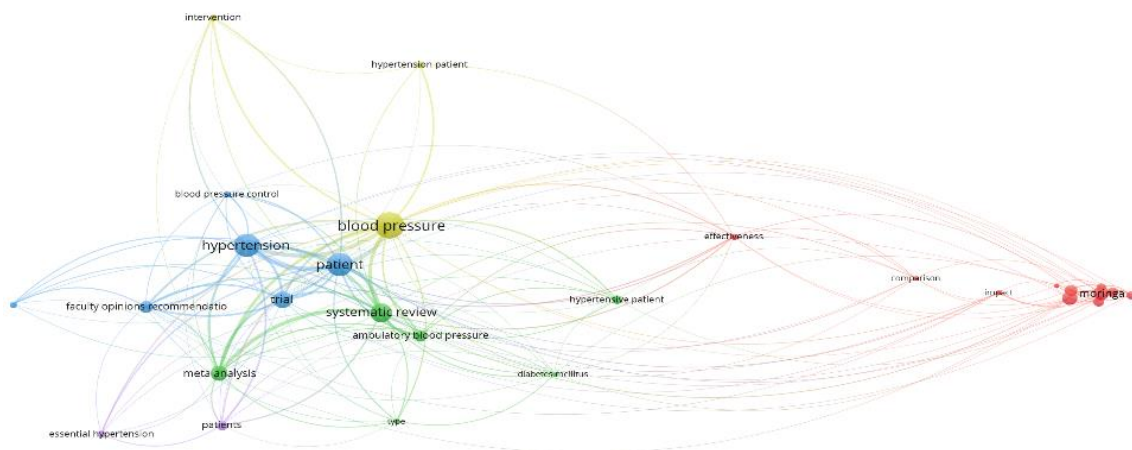 intervention
hypertension patient
blood pressure control
blood pressure
hypertension
effectiveness
patient
comparison
impact
moringa
faculty opinions recommendatio
trial
hypertensive patient
systematic review
ambulatory blood pressure
meta analysis
diabetes mellitus
type
patients
essential hypertension